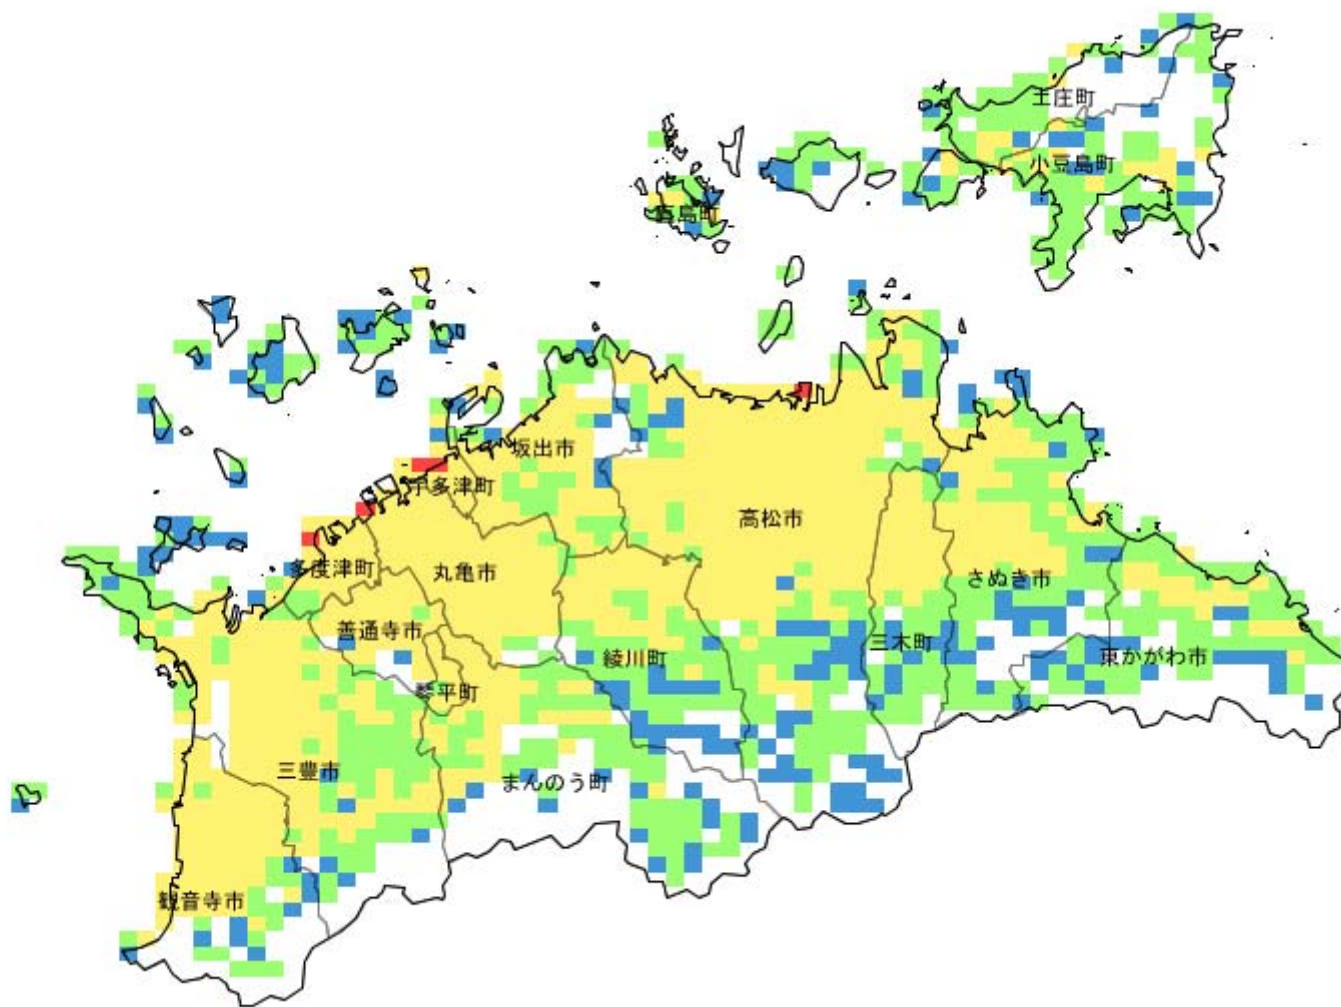 土庄町
小豆島町
直島町
坂出市
宇多津町
高松市
多度津町
丸亀市
さぬき市
善通寺市
綾川町
三木町
東かがわ市
琴平町
三豊市
まんのう町
観音寺市